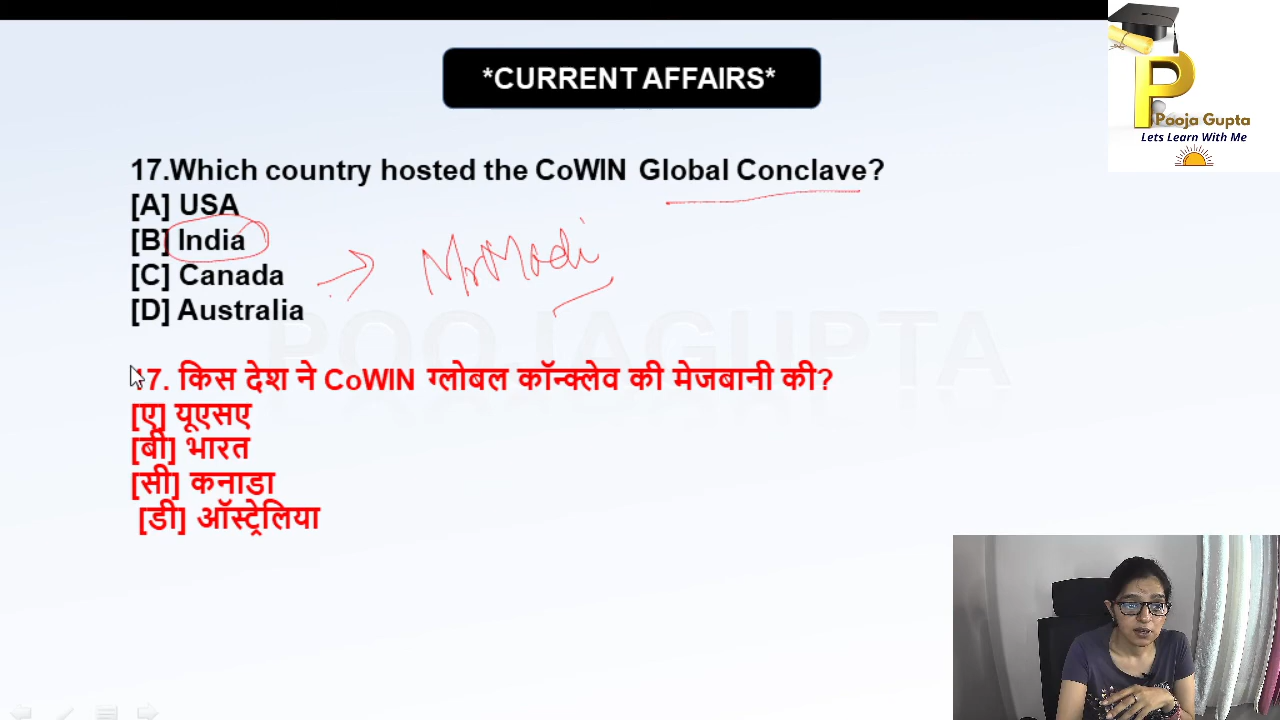 *CURRENT AFFAIRS*
P
Pooja Gupta
Lets Learn With Me
17.Which country hosted the CoWIN Global Conclave?
[A] USA
[B] India
[C] Canada
[D] Australia
Mr Modi
POOJAGUPTA
17. किस देश ने CoWIN ग्लोबल कॉन्क्लेव की मेजबानी की?
[ए] यूएसए
[बी] भारत
[सी] कनाडा
[डी] ऑस्ट्रेलिया